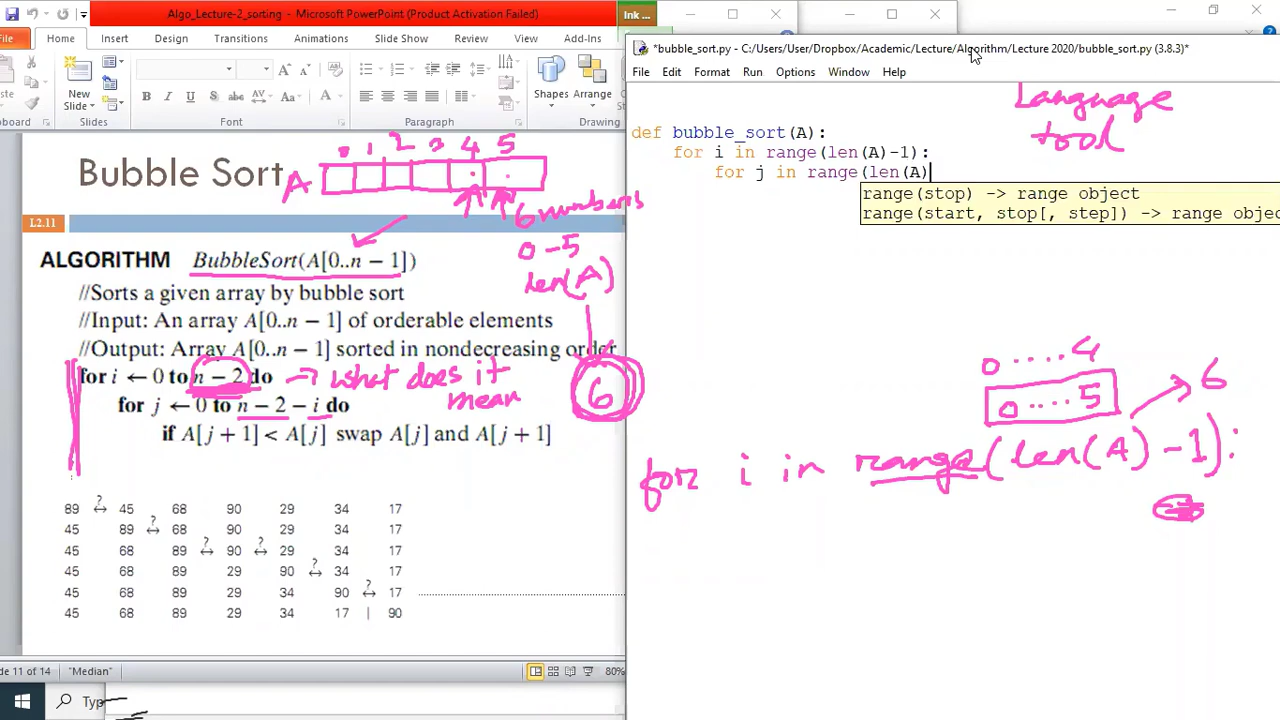 Algo_Lecture-2_sorting - Microsoft PowerPoint (Product Activation Failed)
Ink ...
File Home Insert Design Transitions Animations Slide Show Review View
New
Slide
Shapes Arrange
B I U S abc AV
Aa A
Clipboard Slides Font Paragraph Drawing
Bubble Sort
A 0 1 2 3 4 5
L2.11
6 numbers
0 - 5
len(A)
6
ALGORITHM BubbleSort(A[0..n − 1])
//Sorts a given array by bubble sort
//Input: An array A[0..n − 1] of orderable elements
//Output: Array A[0..n − 1] sorted in nondecreasing order
for i ← 0 to n − 2 do → what does it mean
for j ← 0 to n − 2 − i do
if A[j + 1] < A[j] swap A[j] and A[j + 1]
89 ?↔ 45 68 90 29 34 17
45 89 ?↔ 68 90 29 34 17
45 68 89 ?↔ 90 ?↔ 29 34 17
45 68 89 29 90 ?↔ 34 17
45 68 89 29 34 90 ?↔ 17
45 68 89 29 34 17 | 90
de 11 of 14 "Median" 80%
Typ
*bubble_sort.py - C:/Users/User/Dropbox/Academic/Lecture/Algorithm/Lecture 2020/bubble_sort.py (3.8.3)*
File Edit Format Run Options Window Help
Language
tool
def bubble_sort(A):
for i in range(len(A)-1):
for j in range(len(A)
range(stop) -> range object
range(start, stop[, step]) -> range objec
0 ..... 4
0 .... 5
6
for i in range(len(A) - 1):